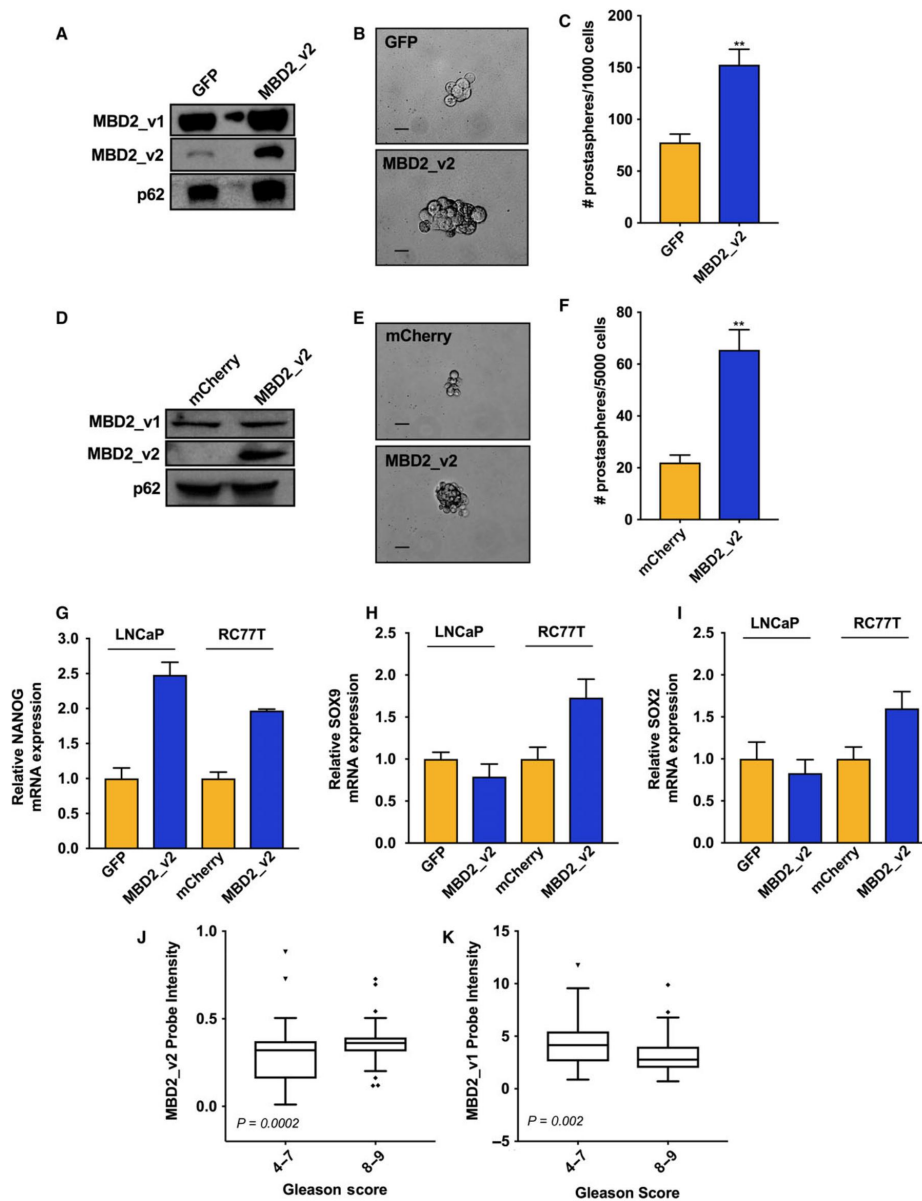 A
GFP
MBD2_v2
MBD2_v1
MBD2_v2
p62
B
GFP
MBD2_v2
C
# prostaspheres/1000 cells
200
150
100
50
0
**
GFP
MBD2_v2
D
mCherry
MBD2_v2
MBD2_v1
MBD2_v2
p62
E
mCherry
MBD2_v2
F
# prostaspheres/5000 cells
80
60
40
20
0
**
mCherry
MBD2_v2
G
LNCaP
RC77T
Relative NANOG
mRNA expression
3.0
2.5
2.0
1.5
1.0
0.5
0.0
GFP
MBD2_v2
mCherry
MBD2_v2
H
LNCaP
RC77T
Relative SOX9
mRNA expression
2.5
2.0
1.5
1.0
0.5
0.0
GFP
MBD2_v2
mCherry
MBD2_v2
I
LNCaP
RC77T
Relative SOX2
mRNA expression
2.5
2.0
1.5
1.0
0.5
0.0
GFP
MBD2_v2
mCherry
MBD2_v2
J
MBD2_v2 Probe Intensity
1.0
0.5
0.0
P = 0.0002
4–7
8–9
Gleason score
K
MBD2_v1 Probe Intensity
15
10
5
0
–5
P = 0.002
4–7
8–9
Gleason Score